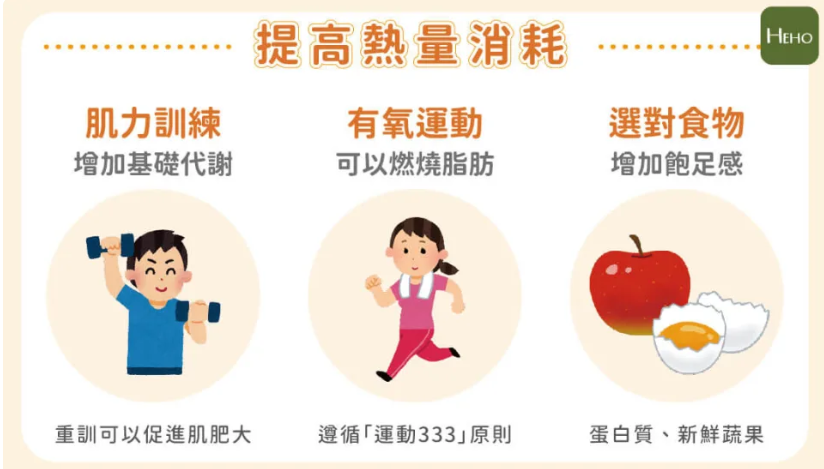 提高熱量消耗
HEHO
肌力訓練
增加基礎代謝
重訓可以促進肌肥大
有氧運動
可以燃燒脂肪
遵循「運動333」原則
選對食物
增加飽足感
蛋白質、新鮮蔬果